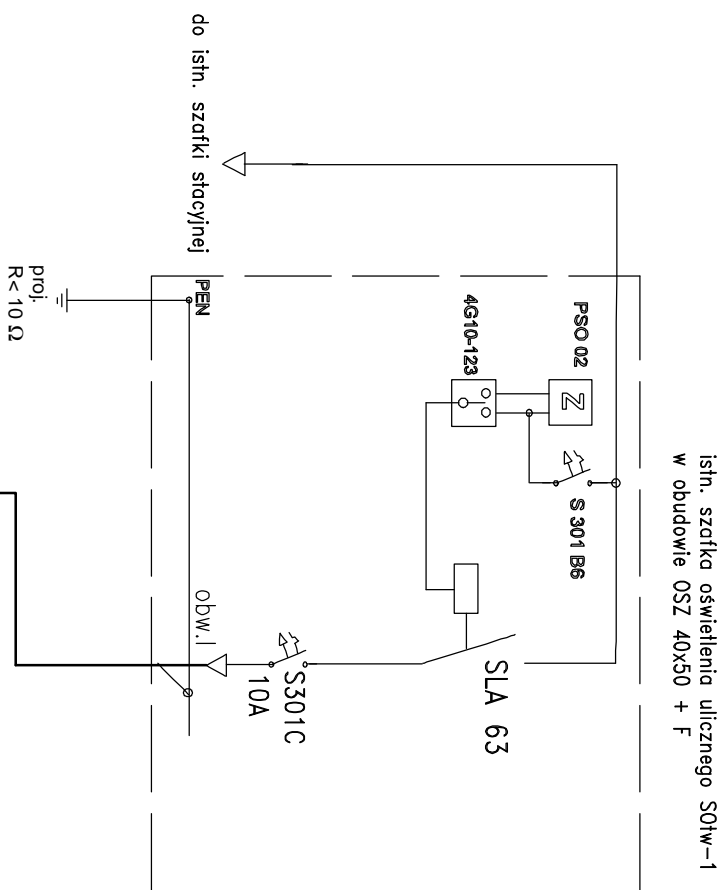 istn. szafka oświetlenia ulicznego SOtw-1
w obudowie OSZ 40x50 + F
PSO 02
Z
S 301 B6
4G10-123
SLA 63
S301C
10A
obw.I
PEN
do istn. szafki stacyjnej
proj.
R< 10 Ω